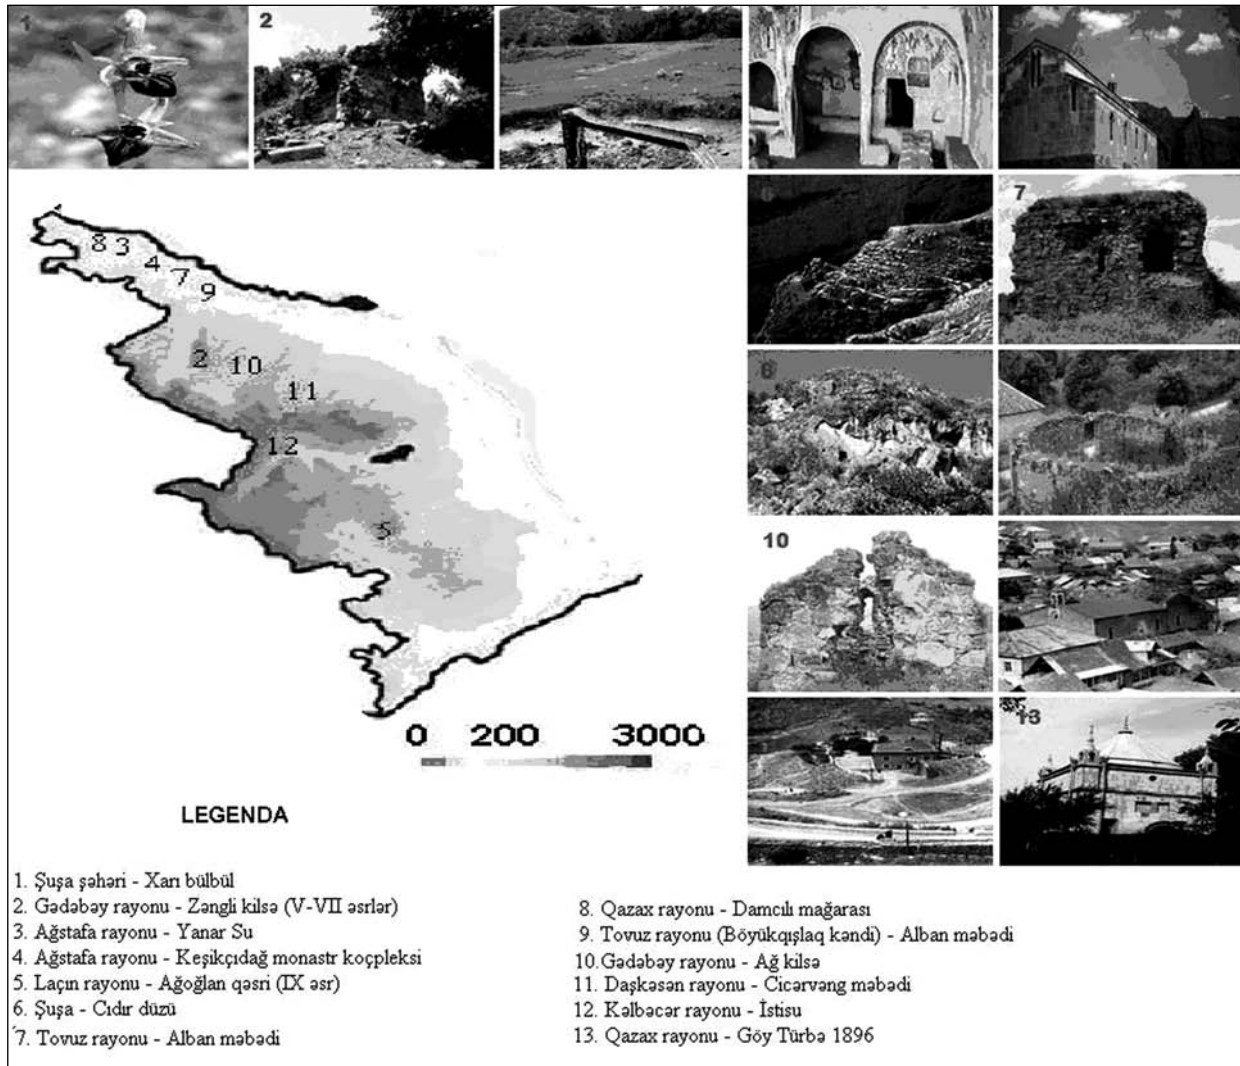 1
2
6
7
8
10
13
8 3
4
7
9
2 10
11
12
5
0 200 3000
LEGENDA
1. Şuşa şəhəri - Xarı bülbül
2. Gədəbəy rayonu - Zəngli kilsə (V-VII əsrlər)
3. Ağstafa rayonu - Yanar Su
4. Ağstafa rayonu - Keşikçıdağ monastr koçpleksi
5. Laçın rayonu - Ağoğlan qəsri (IX əsr)
6. Şuşa - Cıdır düzü
7. Tovuz rayonu - Alban məbədi
8. Qazax rayonu - Damcılı mağarası
9. Tovuz rayonu (Böyükqışlaq kəndi) - Alban məbədi
10. Gədəbəy rayonu - Ağ kilsə
11. Daşkəsən rayonu - Cicərvəng məbədi
12. Kəlbəcər rayonu - İstisu
13. Qazax rayonu - Göy Türbə 1896